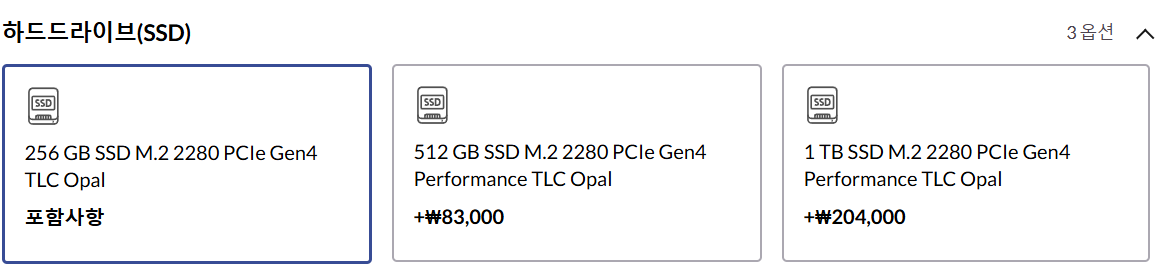 하드드라이브(SSD)
3 옵션
SSD
256 GB SSD M.2 2280 PCIe Gen4
TLC Opal
포함사항
SSD
512 GB SSD M.2 2280 PCIe Gen4
Performance TLC Opal
+₩83,000
SSD
1 TB SSD M.2 2280 PCIe Gen4
Performance TLC Opal
+₩204,000